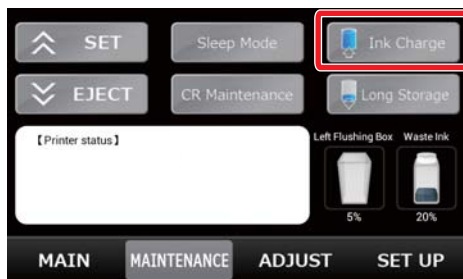 SET
Sleep Mode
Ink Charge
EJECT
CR Maintenance
Long Storage
【Printer status】
Left Flushing Box
Waste Ink
5%
20%
MAIN
MAINTENANCE
ADJUST
SET UP